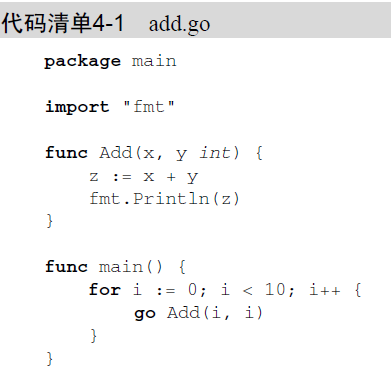 代码清单4-1 add.go
package main
import "fmt"
func Add(x, y int) {
z := x + y
fmt.Println(z)
}
func main() {
for i := 0; i < 10; i++ {
go Add(i, i)
}
}